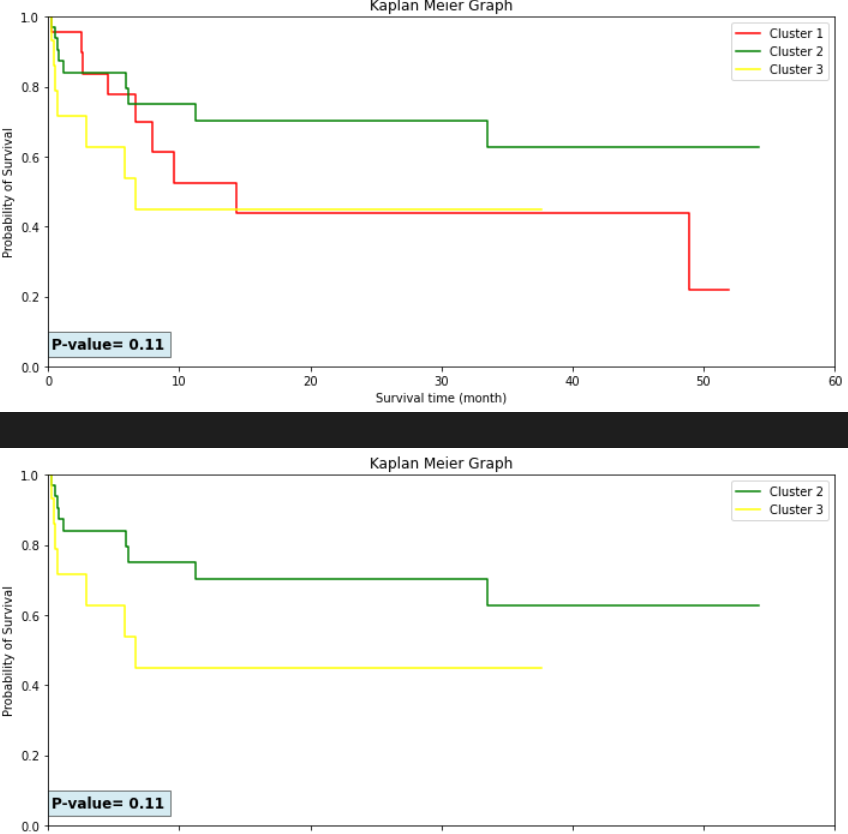 Kaplan Meier Graph
1.0
0.8
0.6
0.4
0.2
0.0
Probability of Survival
Cluster 1
Cluster 2
Cluster 3
P-value= 0.11
0 10 20 30 40 50 60
Survival time (month)
Kaplan Meier Graph
1.0
0.8
0.6
0.4
0.2
0.0
Probability of Survival
Cluster 2
Cluster 3
P-value= 0.11